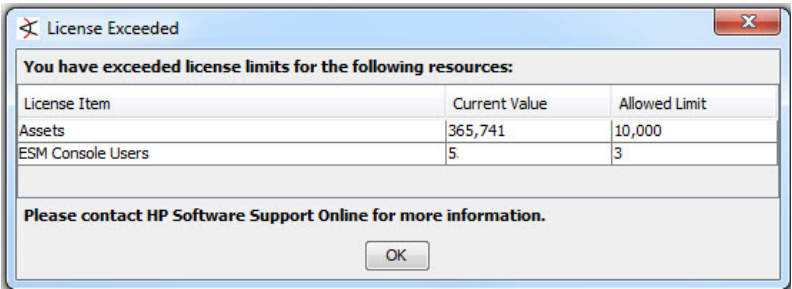 License Exceeded
You have exceeded license limits for the following resources:
License Item Current Value Allowed Limit
Assets 365,741 10,000
ESM Console Users 5 3
Please contact HP Software Support Online for more information.
OK